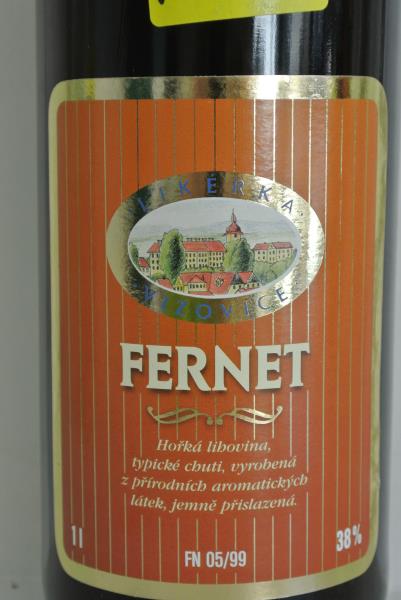 LIKÉRKA
VIZOVICE
FERNET
Hořká lihovina,
typické chuti, vyrobená
z přírodních aromatických
látek, jemně přislazená.
1 l
38%
FN 05/99